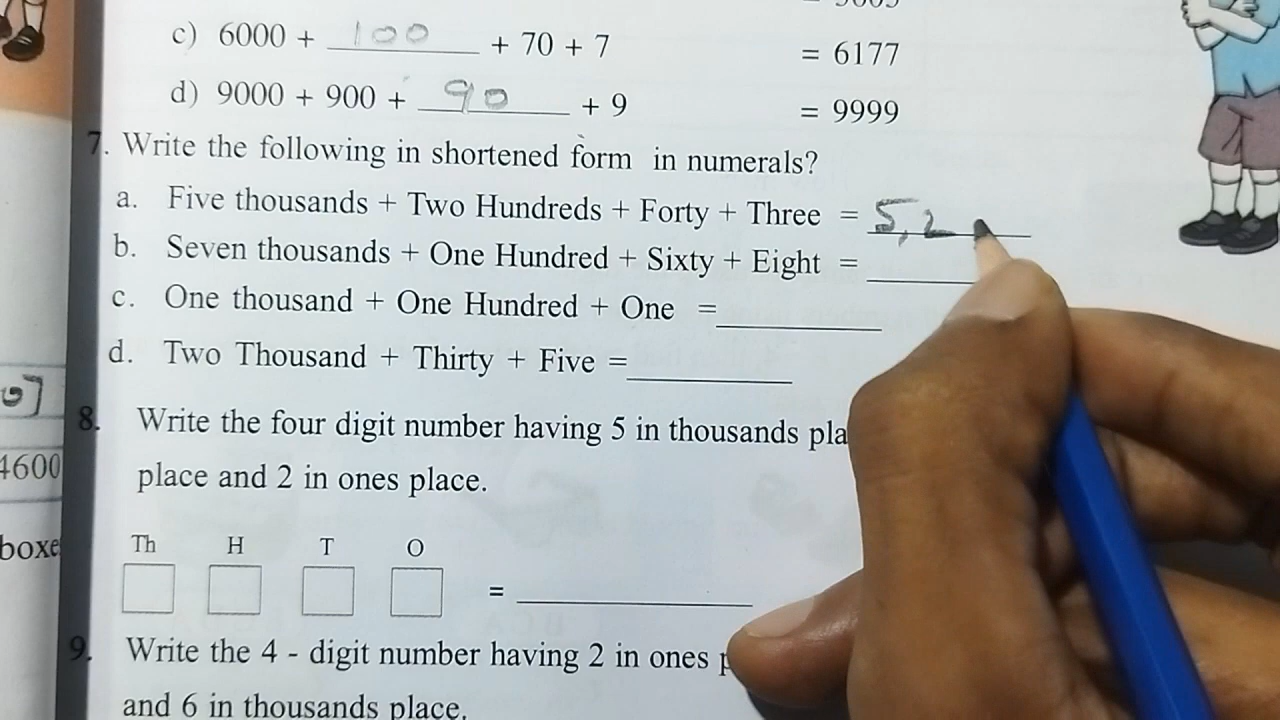 c) 6000 + 100 + 70 + 7 = 6177
d) 9000 + 900 + 90 + 9 = 9999
7. Write the following in shortened form in numerals?
a. Five thousands + Two Hundreds + Forty + Three = 5,2
b. Seven thousands + One Hundred + Sixty + Eight =
c. One thousand + One Hundred + One =
d. Two Thousand + Thirty + Five =
4600
8. Write the four digit number having 5 in thousands pla
place and 2 in ones place.
boxe
Th H T O
=
9. Write the 4 - digit number having 2 in ones p
and 6 in thousands place.